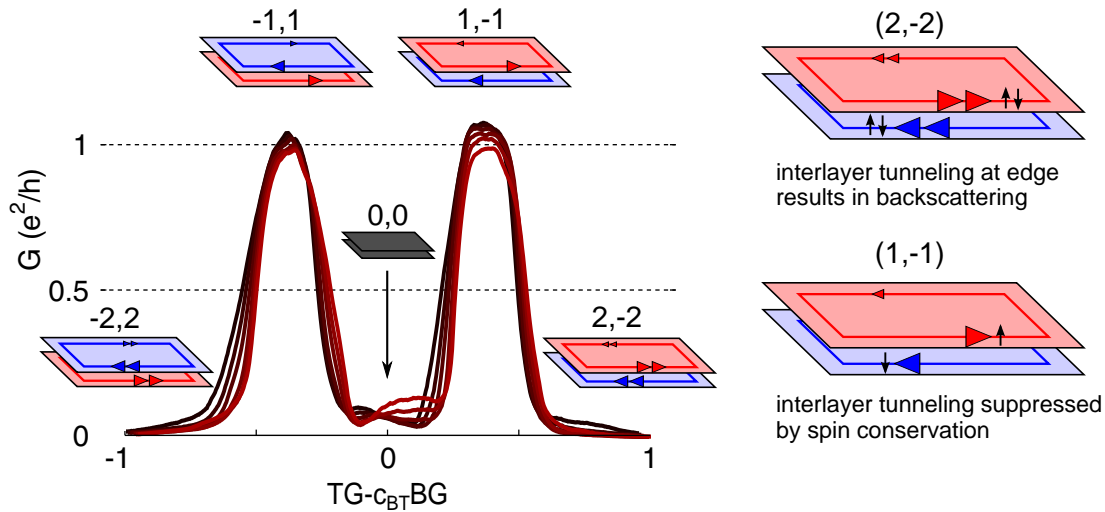 -1,1
1,-1
(2,-2)
1
0.5
0
G (e²/h)
0,0
-2,2
2,-2
-1
0
1
TG-c_BT BG
interlayer tunneling at edge
results in backscattering
(1,-1)
interlayer tunneling suppressed
by spin conservation